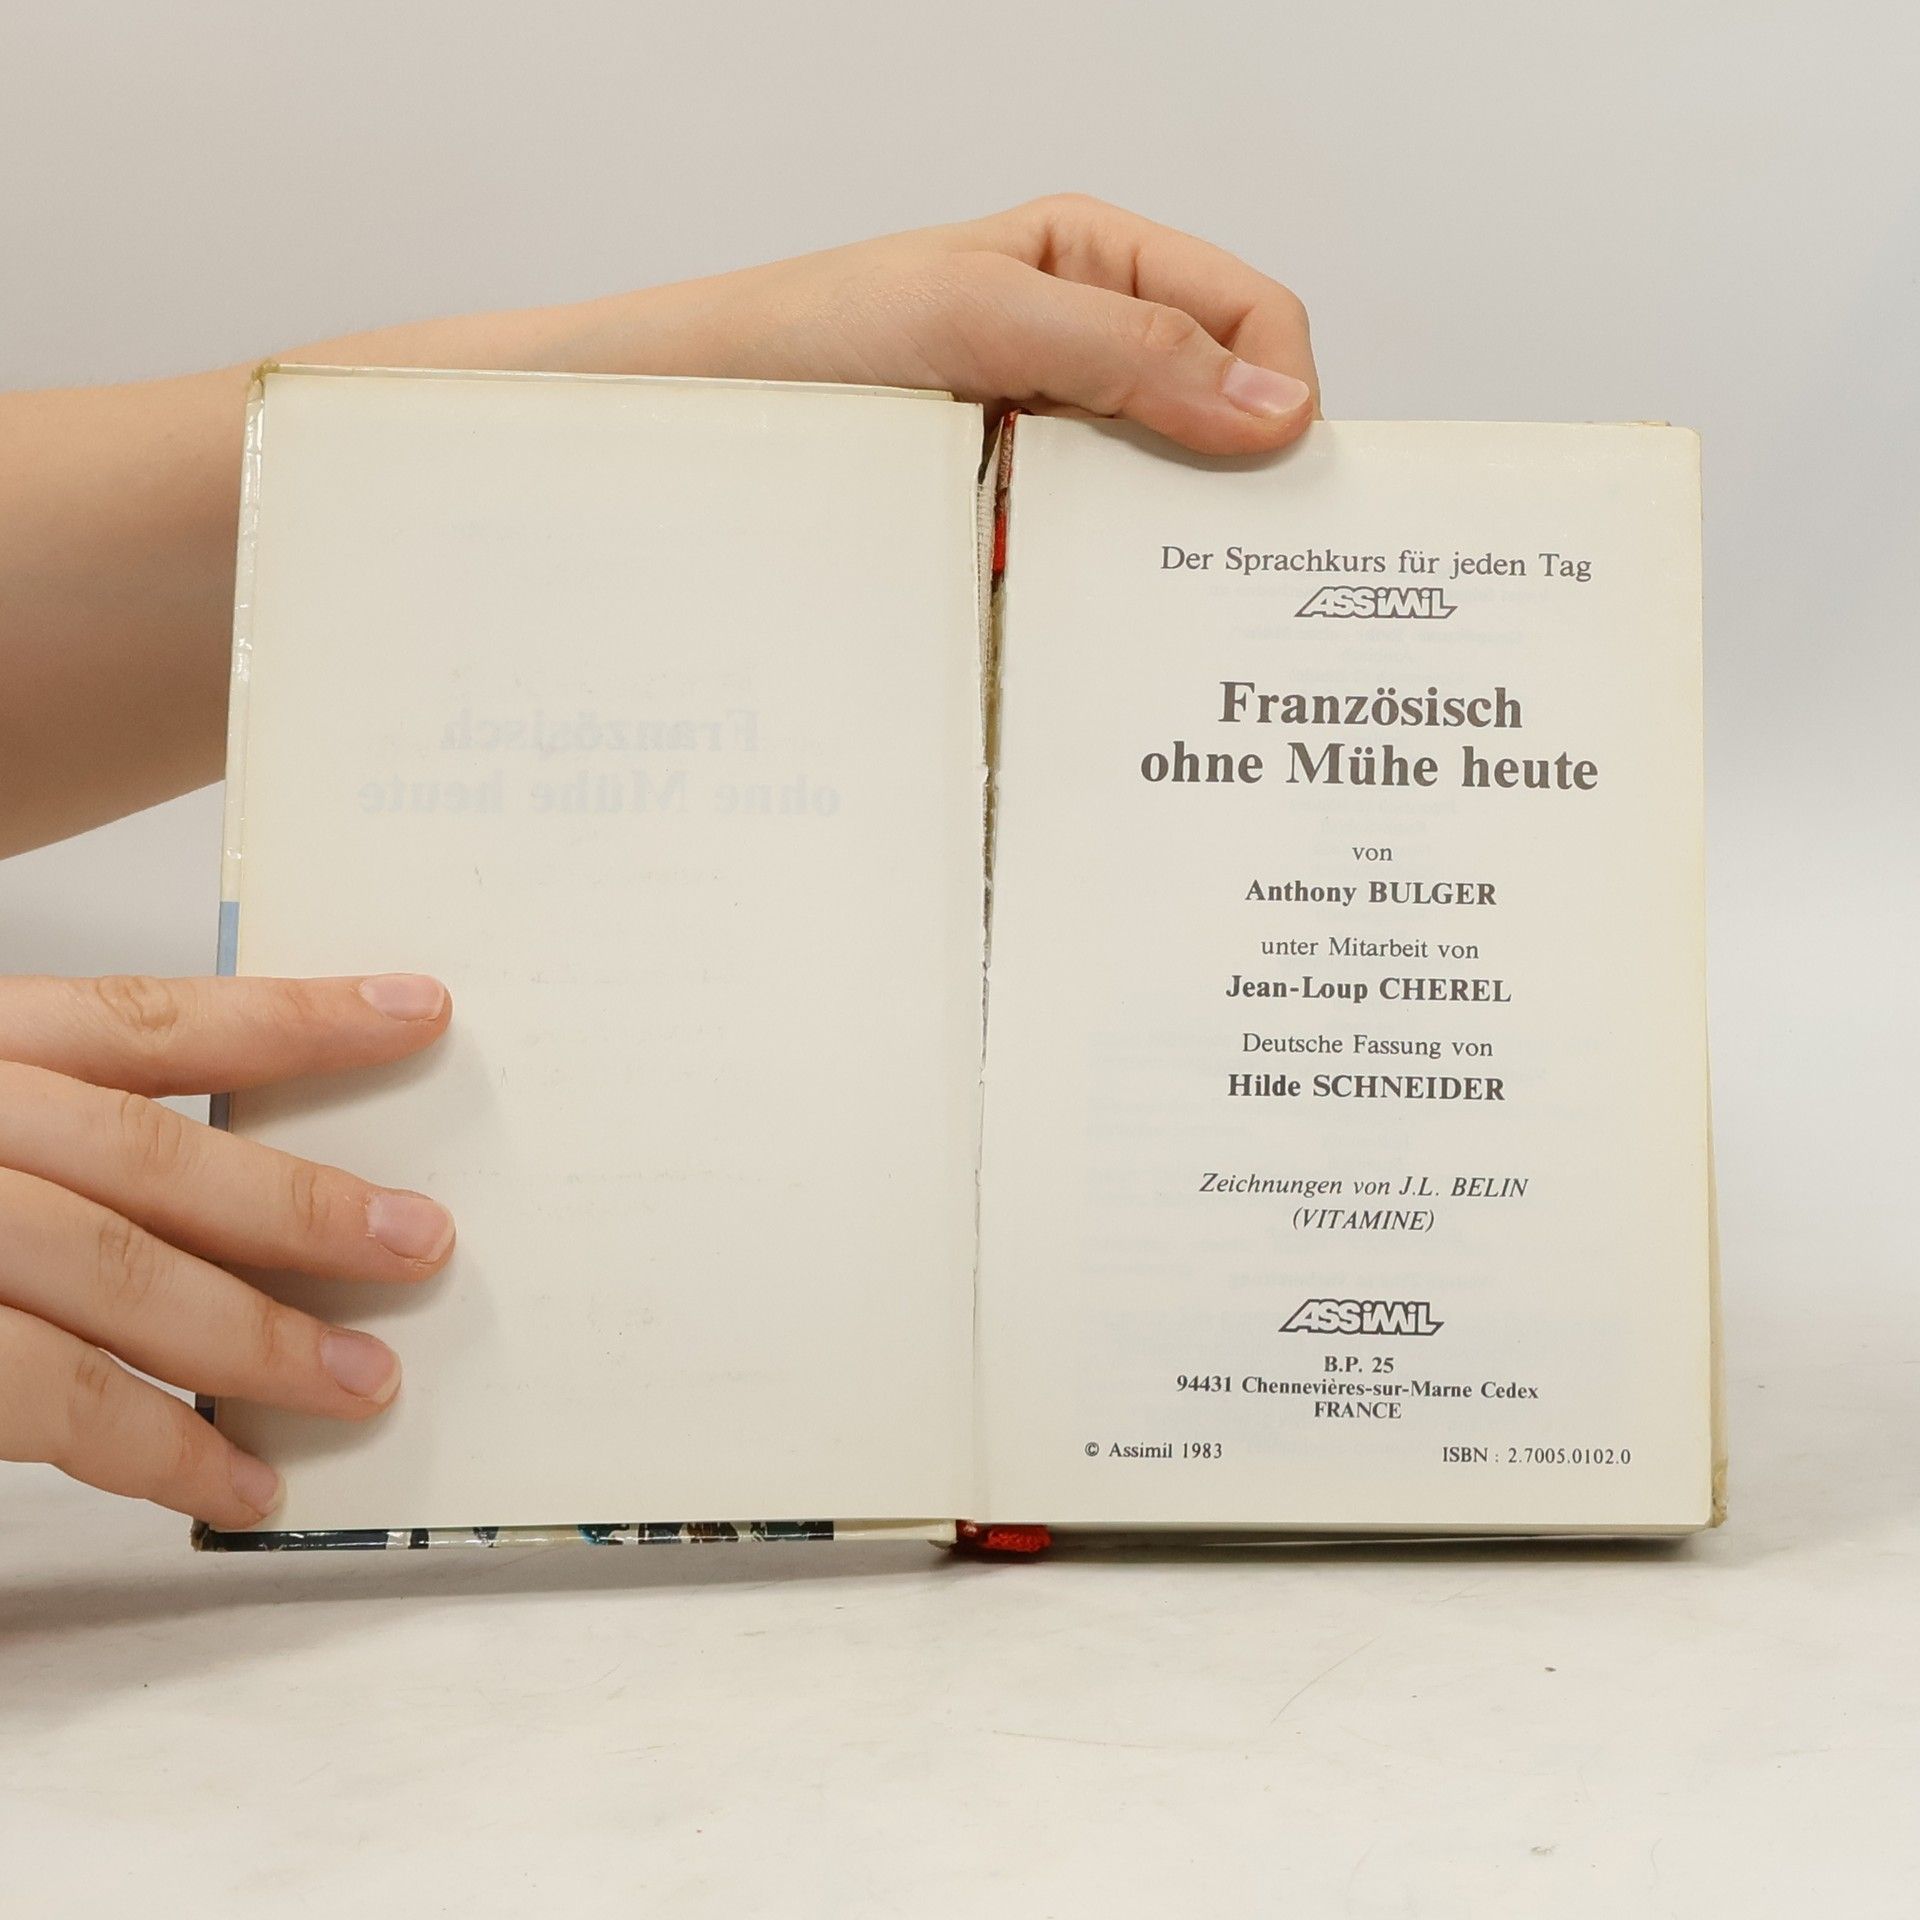 Der Sprachkurs für jeden Tag
ASSiMiL
Französisch
ohne Mühe heute
von
Anthony BULGER
unter Mitarbeit von
Jean-Loup CHEREL
Deutsche Fassung von
Hilde SCHNEIDER
Zeichnungen von J.L. BELIN
(VITAMINE)
ASSiMiL
B.P. 25
94431 Chennevières-sur-Marne Cedex
FRANCE
© Assimil 1983
ISBN : 2.7005.0102.0